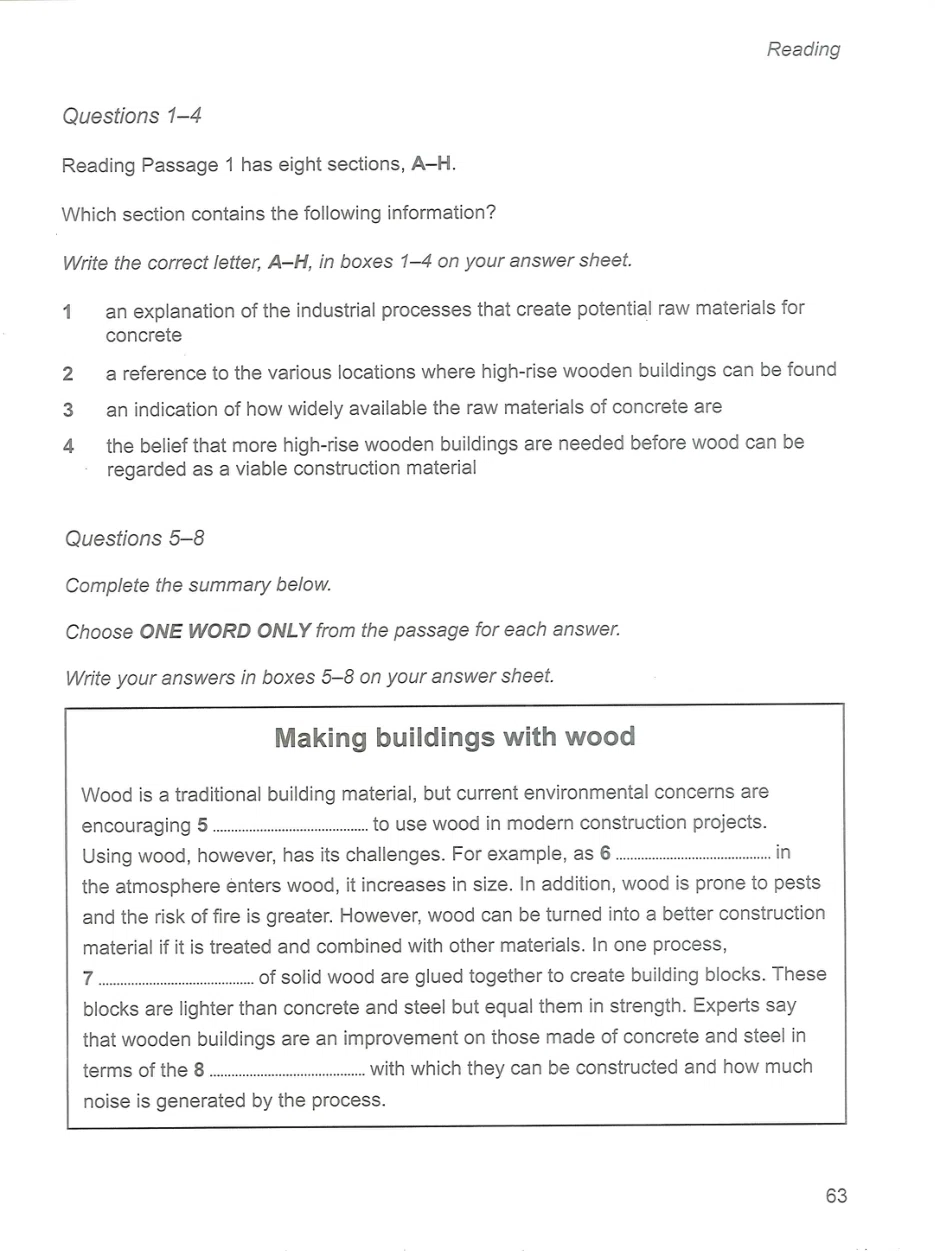 Reading
Questions 1–4
Reading Passage 1 has eight sections, A–H.
Which section contains the following information?
Write the correct letter, A–H, in boxes 1–4 on your answer sheet.
1 an explanation of the industrial processes that create potential raw materials for
concrete
2 a reference to the various locations where high-rise wooden buildings can be found
3 an indication of how widely available the raw materials of concrete are
4 the belief that more high-rise wooden buildings are needed before wood can be
regarded as a viable construction material
Questions 5–8
Complete the summary below.
Choose ONE WORD ONLY from the passage for each answer.
Write your answers in boxes 5–8 on your answer sheet.
Making buildings with wood
Wood is a traditional building material, but current environmental concerns are
encouraging 5 .......................................... to use wood in modern construction projects.
Using wood, however, has its challenges. For example, as 6 .......................................... in
the atmosphere enters wood, it increases in size. In addition, wood is prone to pests
and the risk of fire is greater. However, wood can be turned into a better construction
material if it is treated and combined with other materials. In one process,
7 .......................................... of solid wood are glued together to create building blocks. These
blocks are lighter than concrete and steel but equal them in strength. Experts say
that wooden buildings are an improvement on those made of concrete and steel in
terms of the 8 .......................................... with which they can be constructed and how much
noise is generated by the process.
63